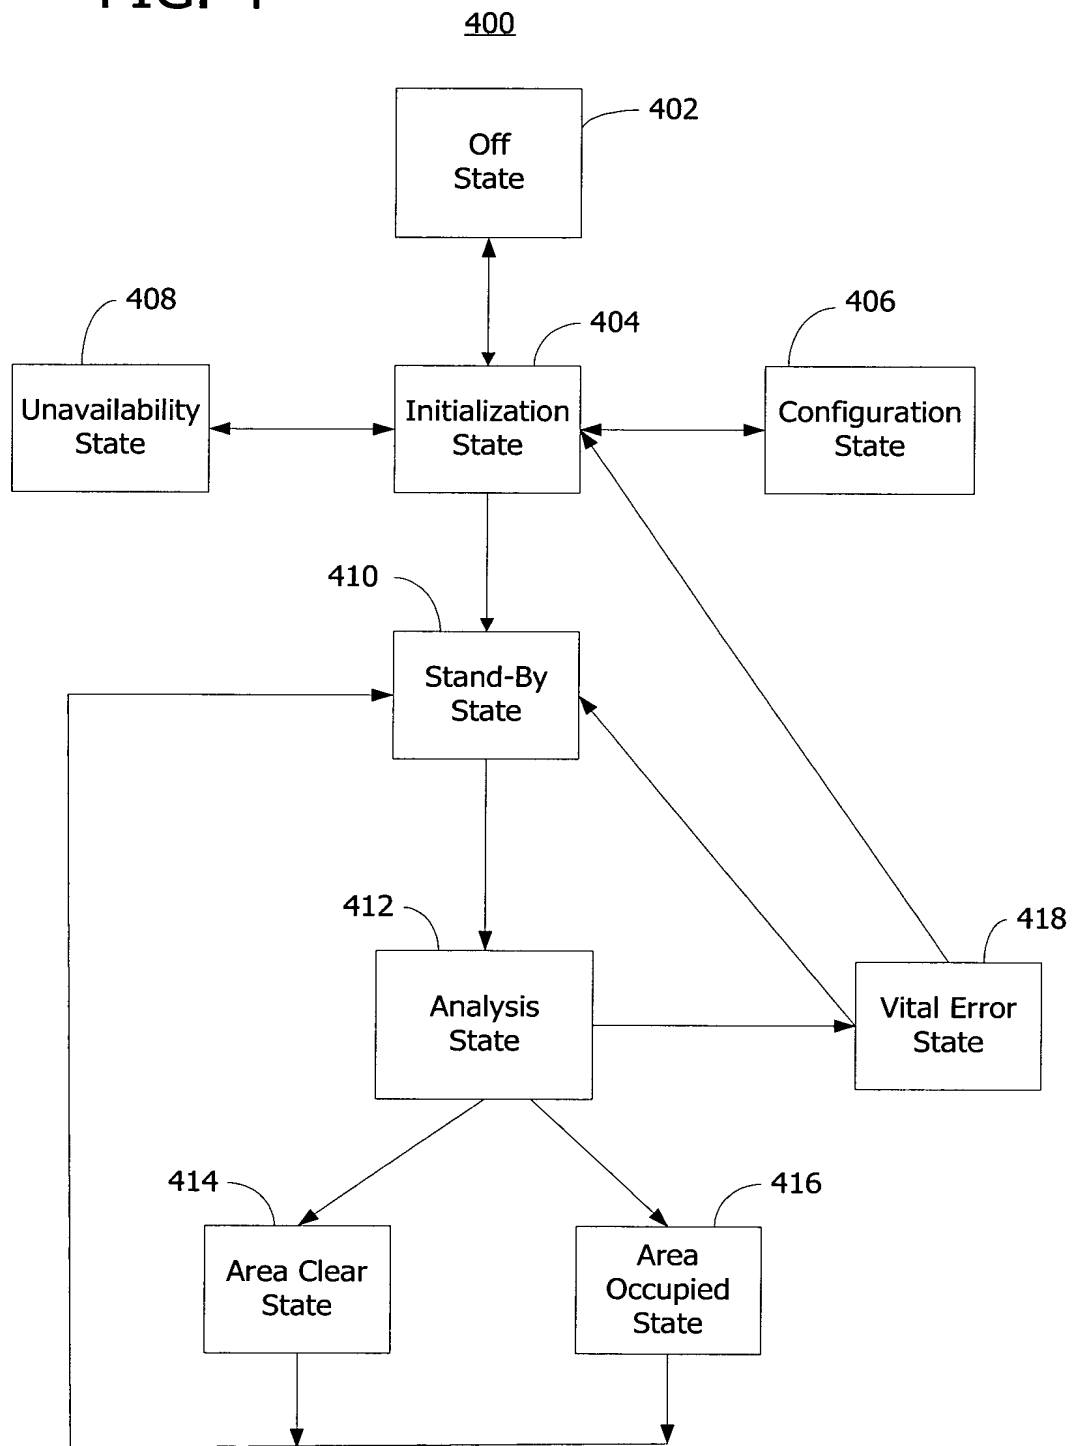 400
402
Off
State
408
406
404
Unavailability
State
Initialization
State
Configuration
State
410
Stand-By
State
412
418
Analysis
State
Vital Error
State
414
416
Area Clear
State
Area
Occupied
State